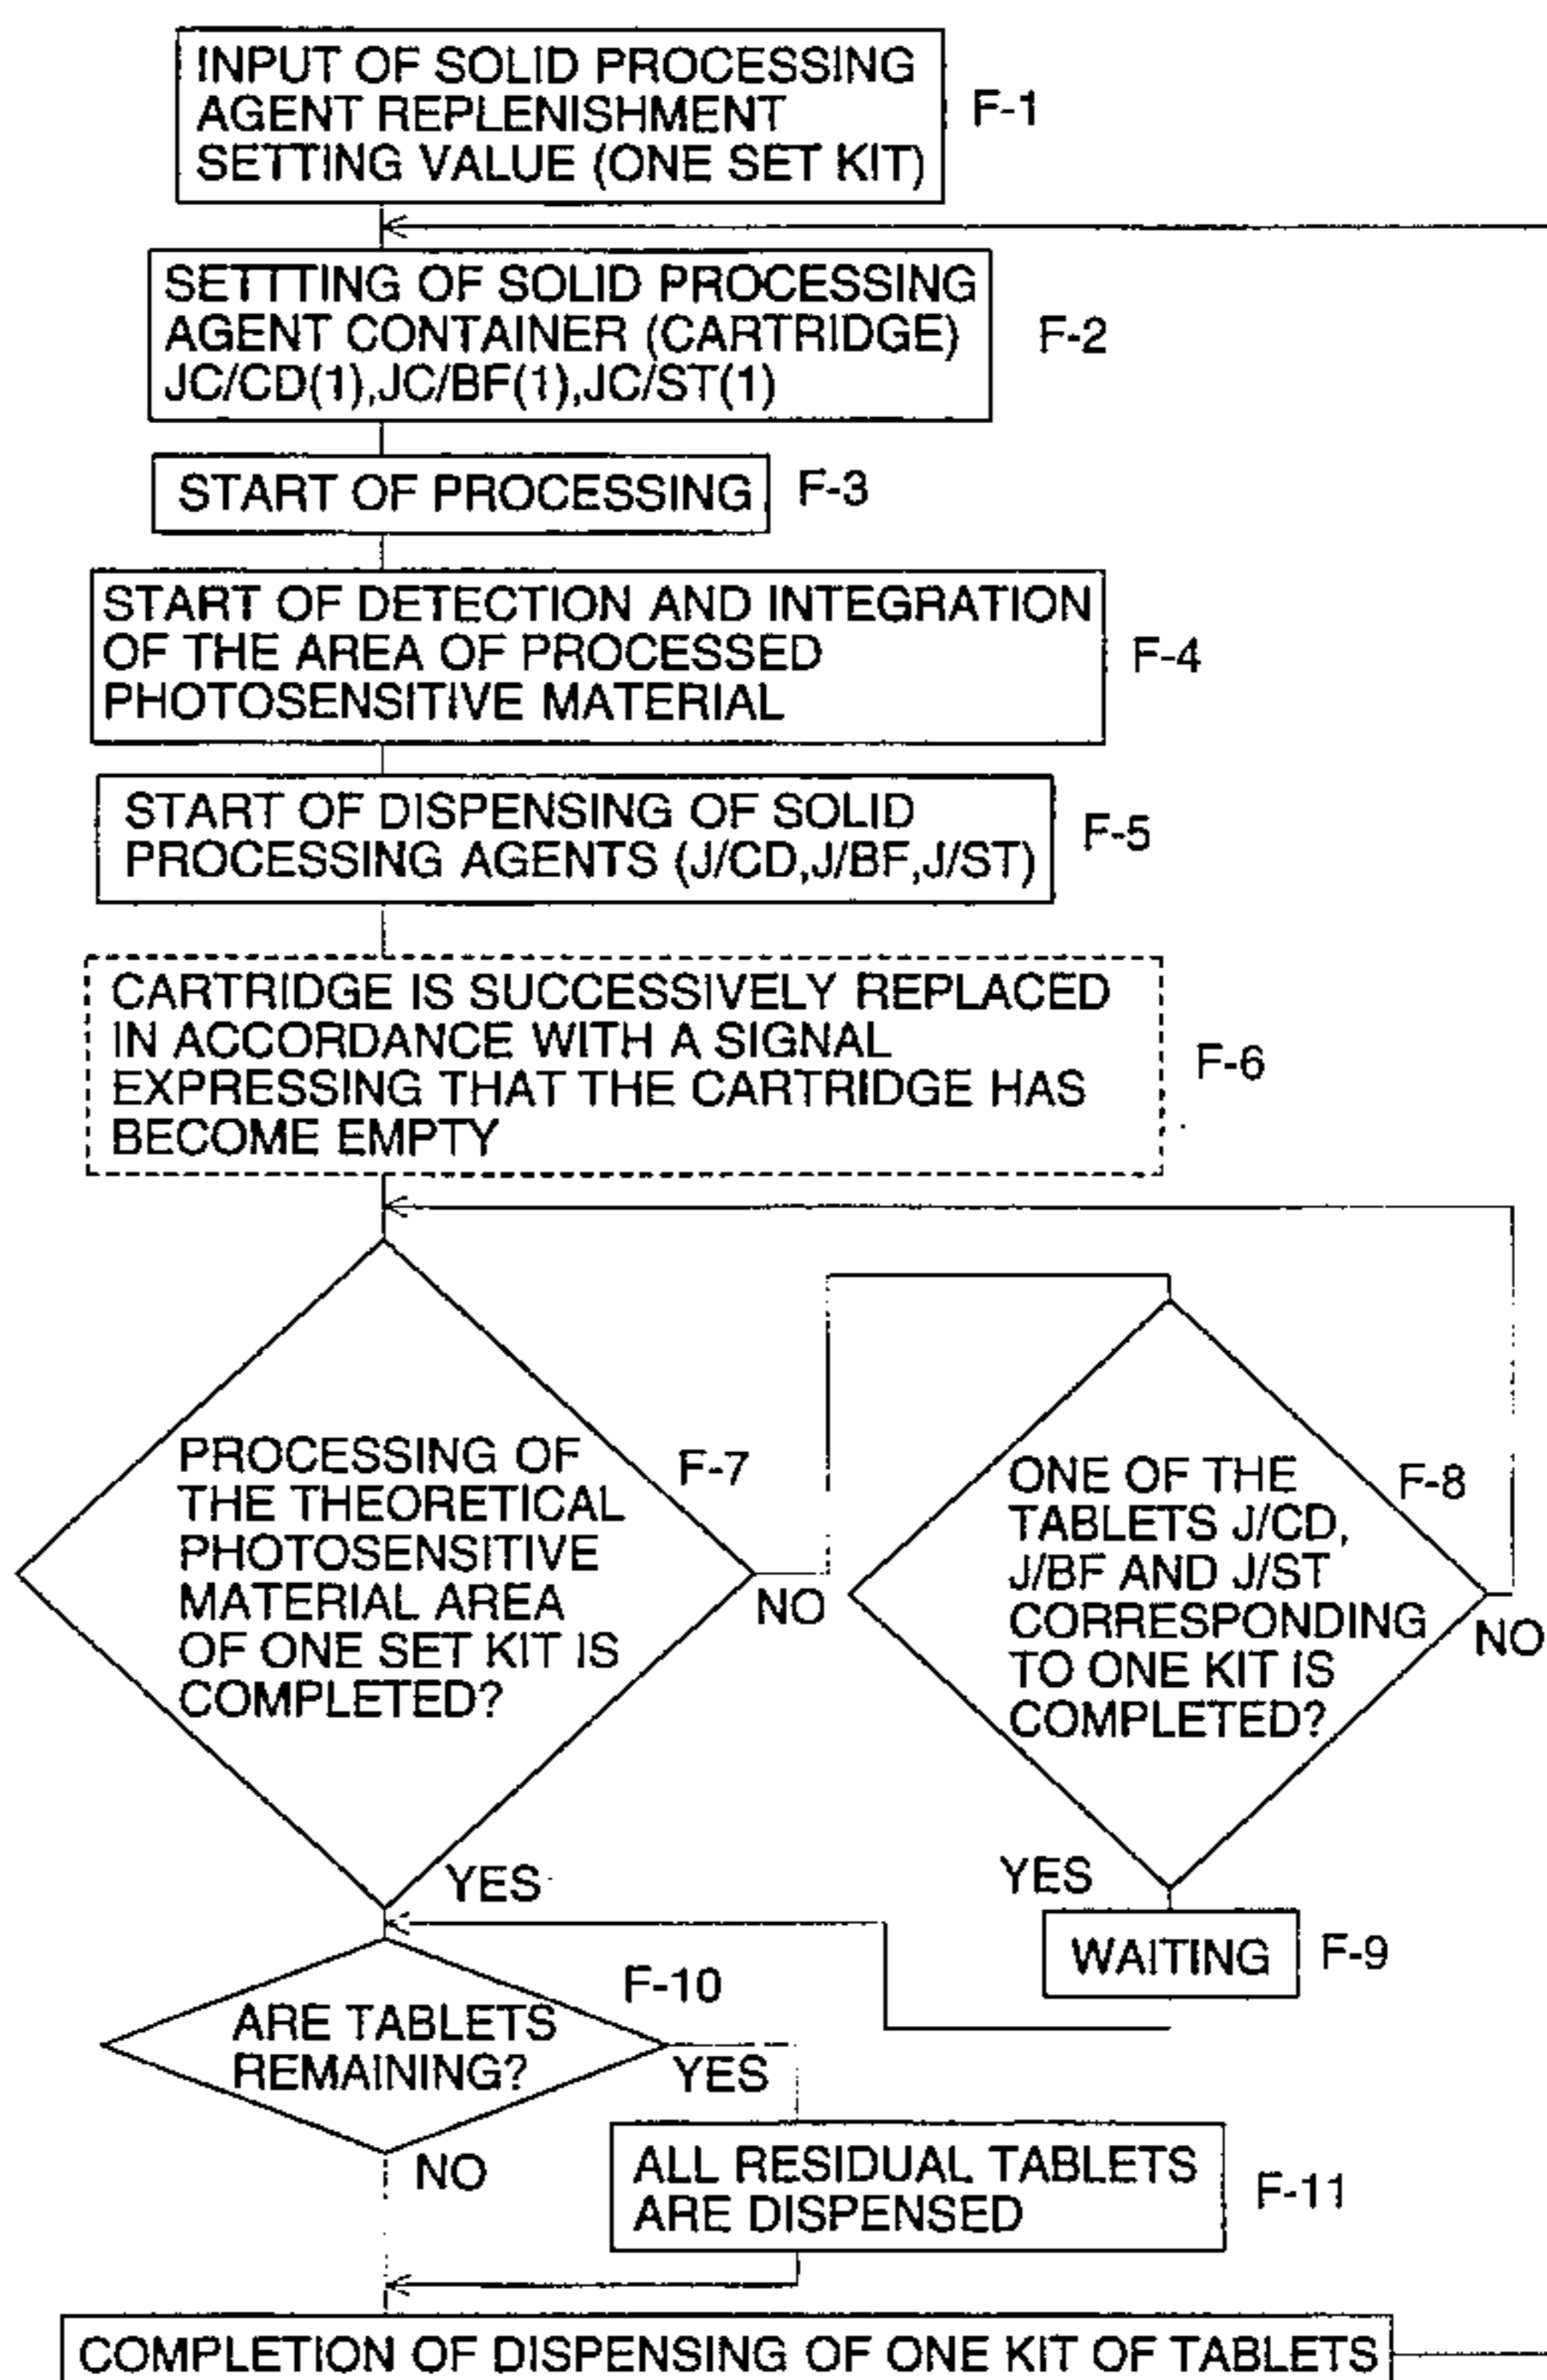 INPUT OF SOLID PROCESSING
AGENT REPLENISHMENT
SETTING VALUE (ONE SET KIT)
F-1
SETTTING OF SOLID PROCESSING
AGENT CONTAINER (CARTRIDGE)
JC/CD(1),JC/BF(1),JC/ST(1)
F-2
START OF PROCESSING
F-3
START OF DETECTION AND INTEGRATION
OF THE AREA OF PROCESSED
PHOTOSENSITIVE MATERIAL
F-4
START OF DISPENSING OF SOLID
PROCESSING AGENTS (J/CD,J/BF,J/ST)
F-5
CARTRIDGE IS SUCCESSIVELY REPLACED
IN ACCORDANCE WITH A SIGNAL
EXPRESSING THAT THE CARTRIDGE HAS
BECOME EMPTY
F-6
PROCESSING OF
THE THEORETICAL
PHOTOSENSITIVE
MATERIAL AREA
OF ONE SET KIT IS
COMPLETED?
F-7
NO
YES
ONE OF THE
TABLETS J/CD,
J/BF AND J/ST
CORRESPONDING
TO ONE KIT IS
COMPLETED?
F-8
NO
YES
WAITING
F-9
ARE TABLETS
REMAINING?
F-10
YES
NO
ALL RESIDUAL TABLETS
ARE DISPENSED
F-11
COMPLETION OF DISPENSING OF ONE KIT OF TABLETS